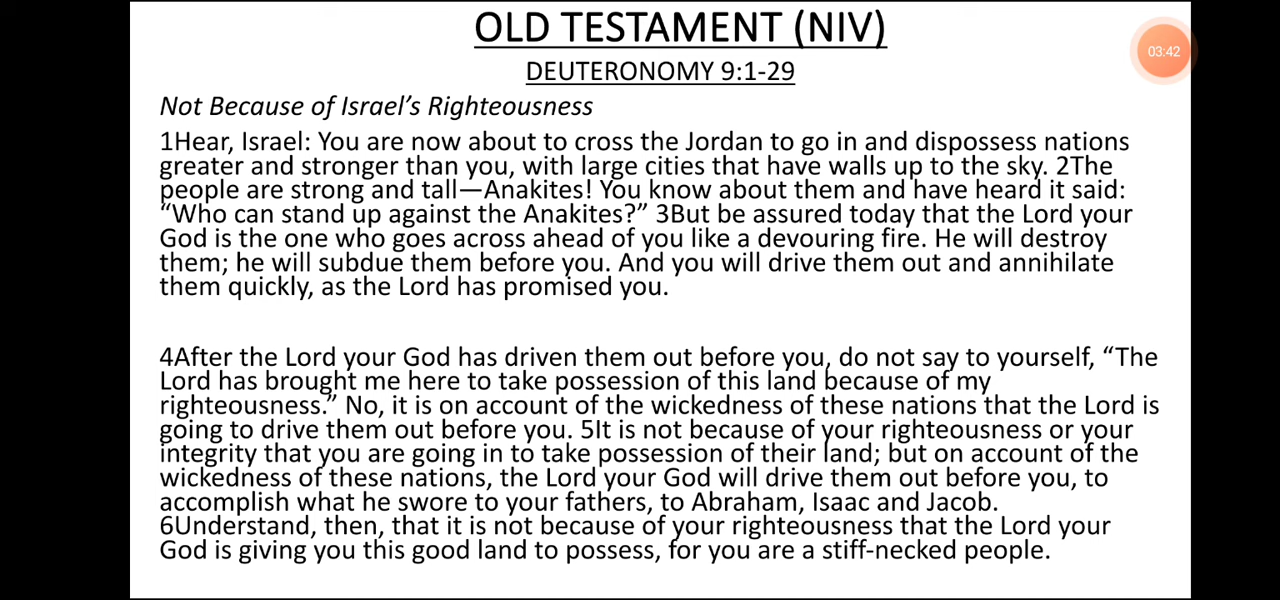 OLD TESTAMENT (NIV)
03:42
DEUTERONOMY 9:1-29
Not Because of Israel’s Righteousness
1Hear, Israel: You are now about to cross the Jordan to go in and dispossess nations
greater and stronger than you, with large cities that have walls up to the sky. 2The
people are strong and tall—Anakites! You know about them and have heard it said:
“Who can stand up against the Anakites?” 3But be assured today that the Lord your
God is the one who goes across ahead of you like a devouring fire. He will destroy
them; he will subdue them before you. And you will drive them out and annihilate
them quickly, as the Lord has promised you.
4After the Lord your God has driven them out before you, do not say to yourself, “The
Lord has brought me here to take possession of this land because of my
righteousness.” No, it is on account of the wickedness of these nations that the Lord is
going to drive them out before you. 5It is not because of your righteousness or your
integrity that you are going in to take possession of their land; but on account of the
wickedness of these nations, the Lord your God will drive them out before you, to
accomplish what he swore to your fathers, to Abraham, Isaac and Jacob.
6Understand, then, that it is not because of your righteousness that the Lord your
God is giving you this good land to possess, for you are a stiff-necked people.